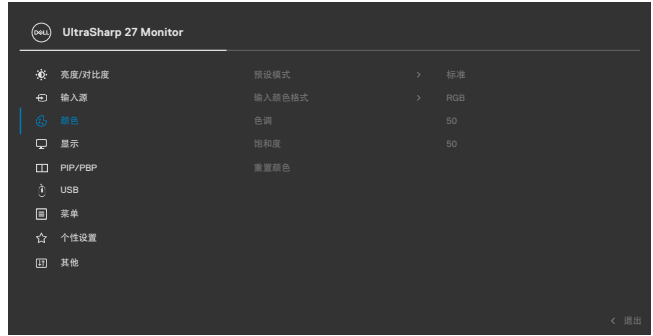 DELL UltraSharp 27 Monitor
亮度/对比度 预设模式 > 标准
输入源 输入颜色格式 > RGB
颜色 色调 50
显示 饱和度 50
PIP/PBP 重置颜色
USB
菜单
个性设置
其他
< 退出